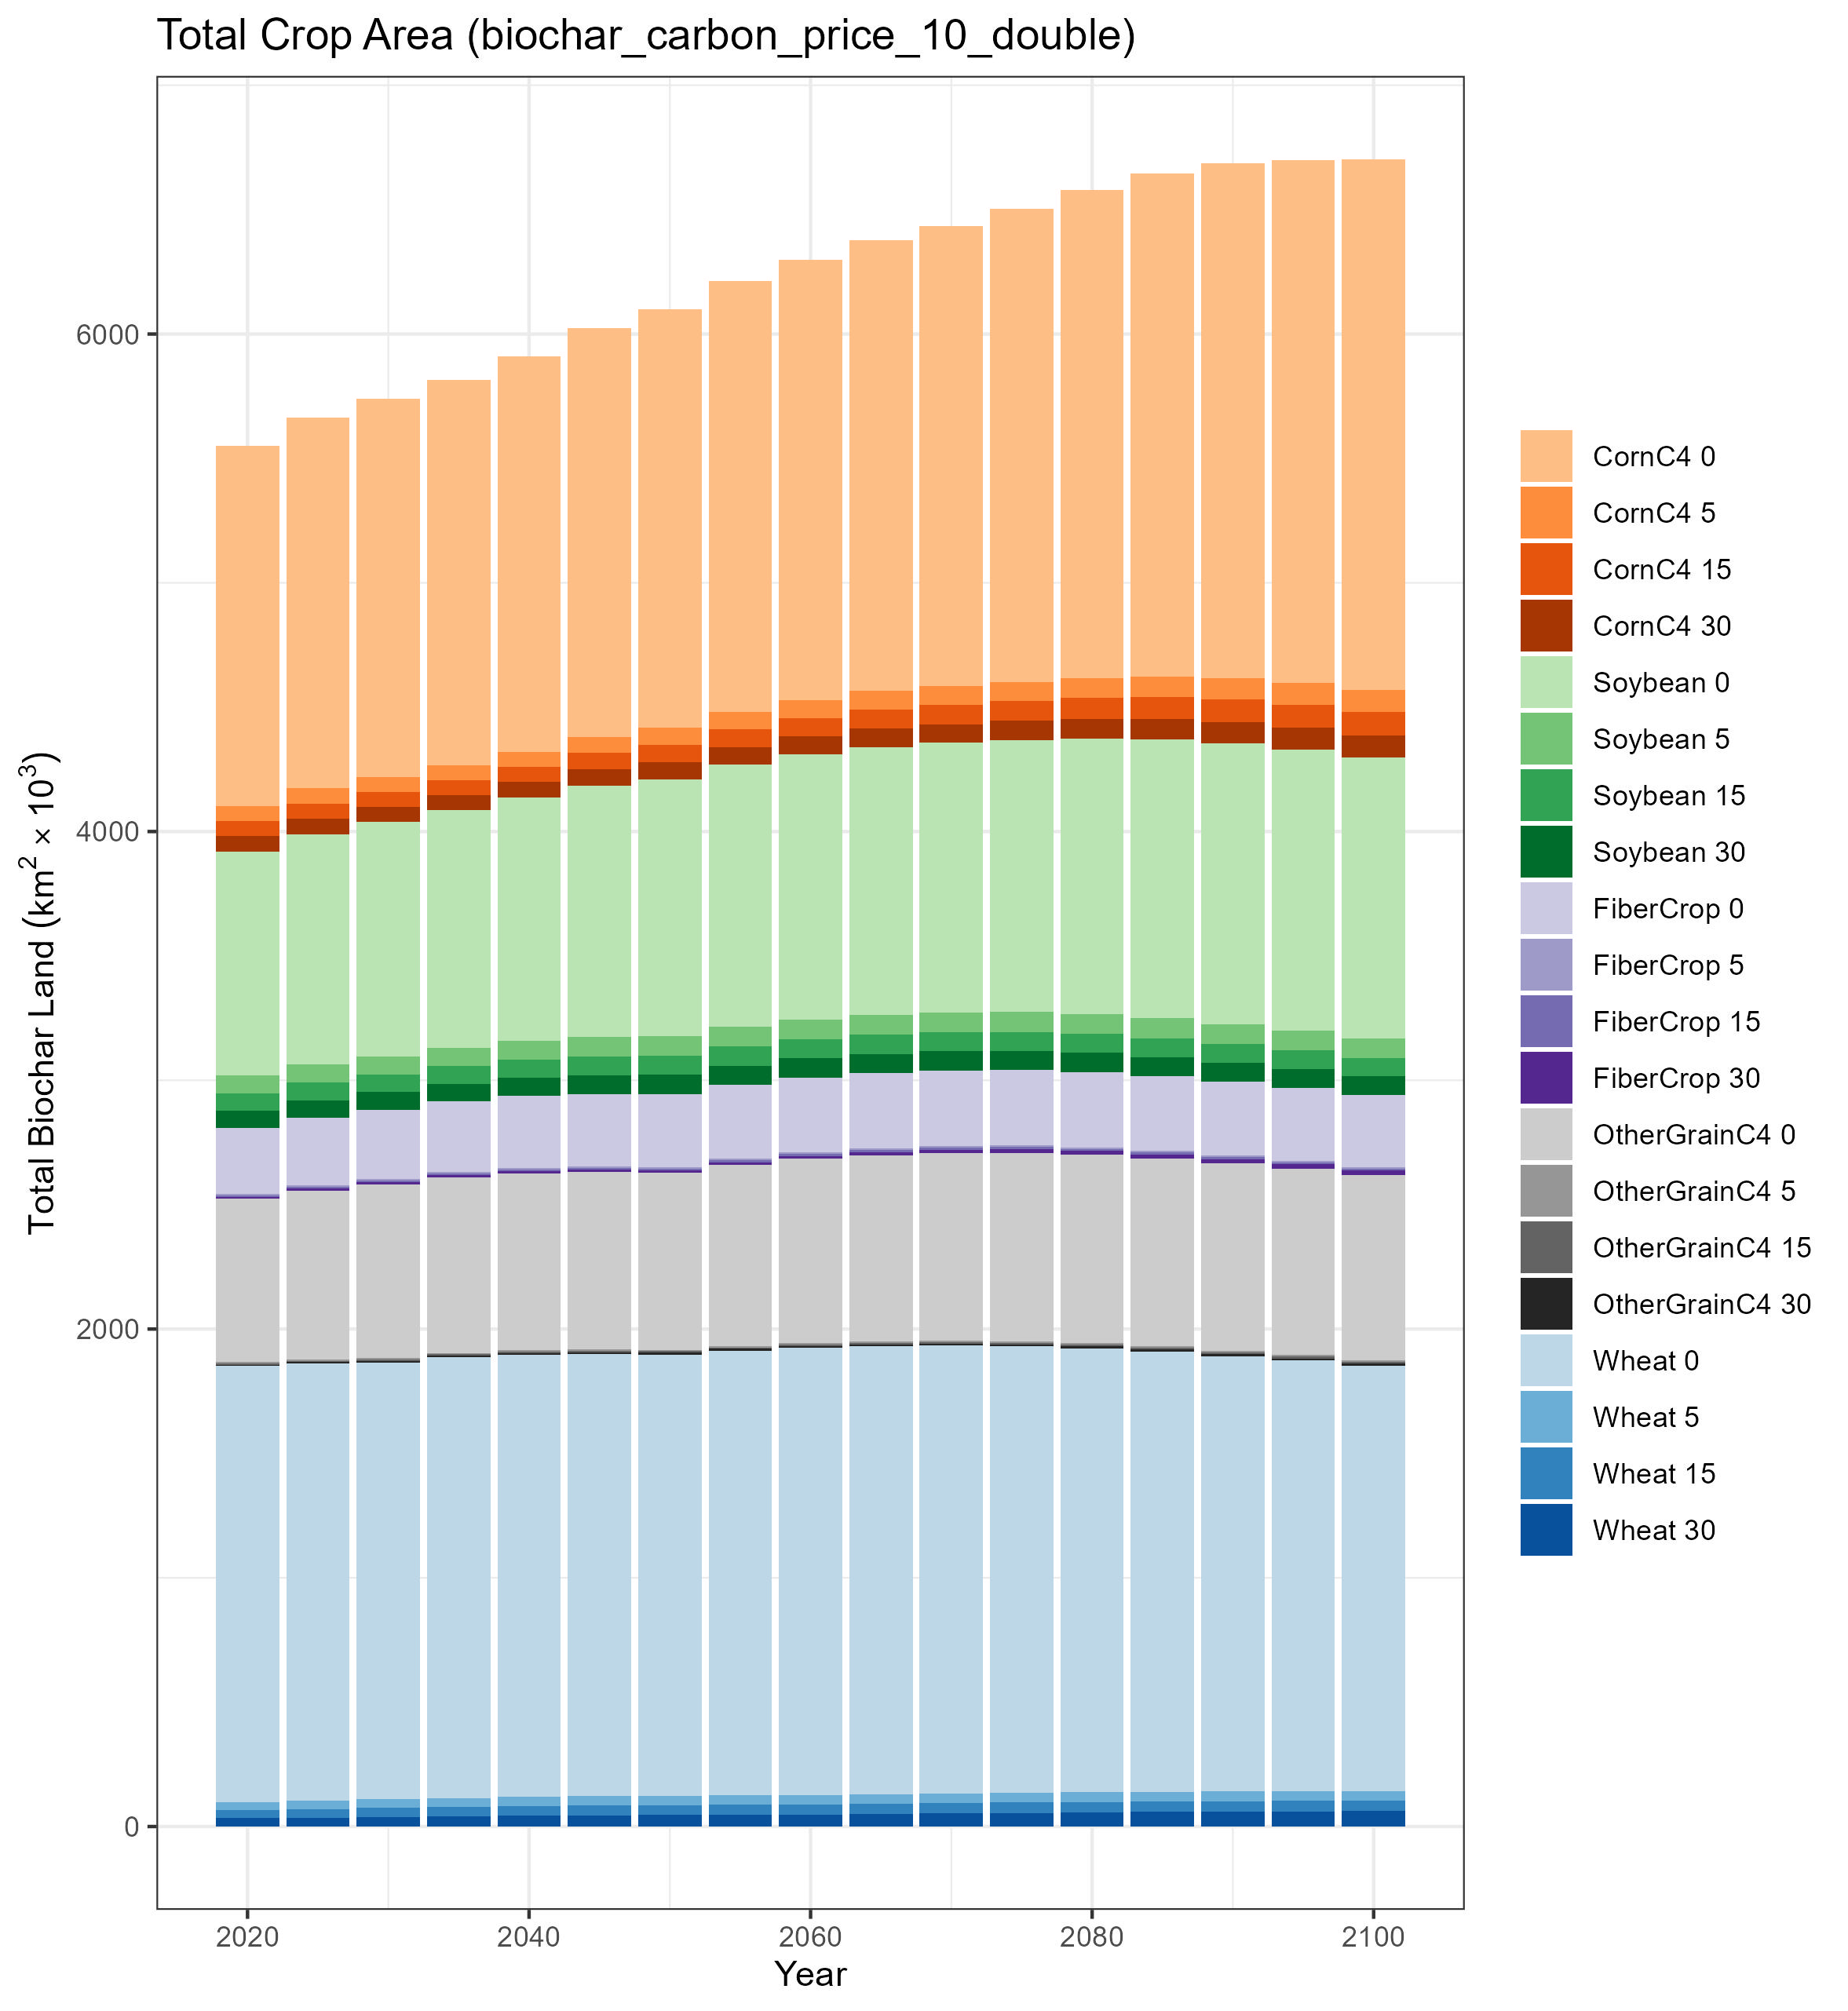 Total Crop Area (biochar_carbon_price_10_double)
Total Biochar Land (km² × 10³)
6000
4000
2000
0
2020 2040 2060 2080 2100
Year
CornC4 0
CornC4 5
CornC4 15
CornC4 30
Soybean 0
Soybean 5
Soybean 15
Soybean 30
FiberCrop 0
FiberCrop 5
FiberCrop 15
FiberCrop 30
OtherGrainC4 0
OtherGrainC4 5
OtherGrainC4 15
OtherGrainC4 30
Wheat 0
Wheat 5
Wheat 15
Wheat 30